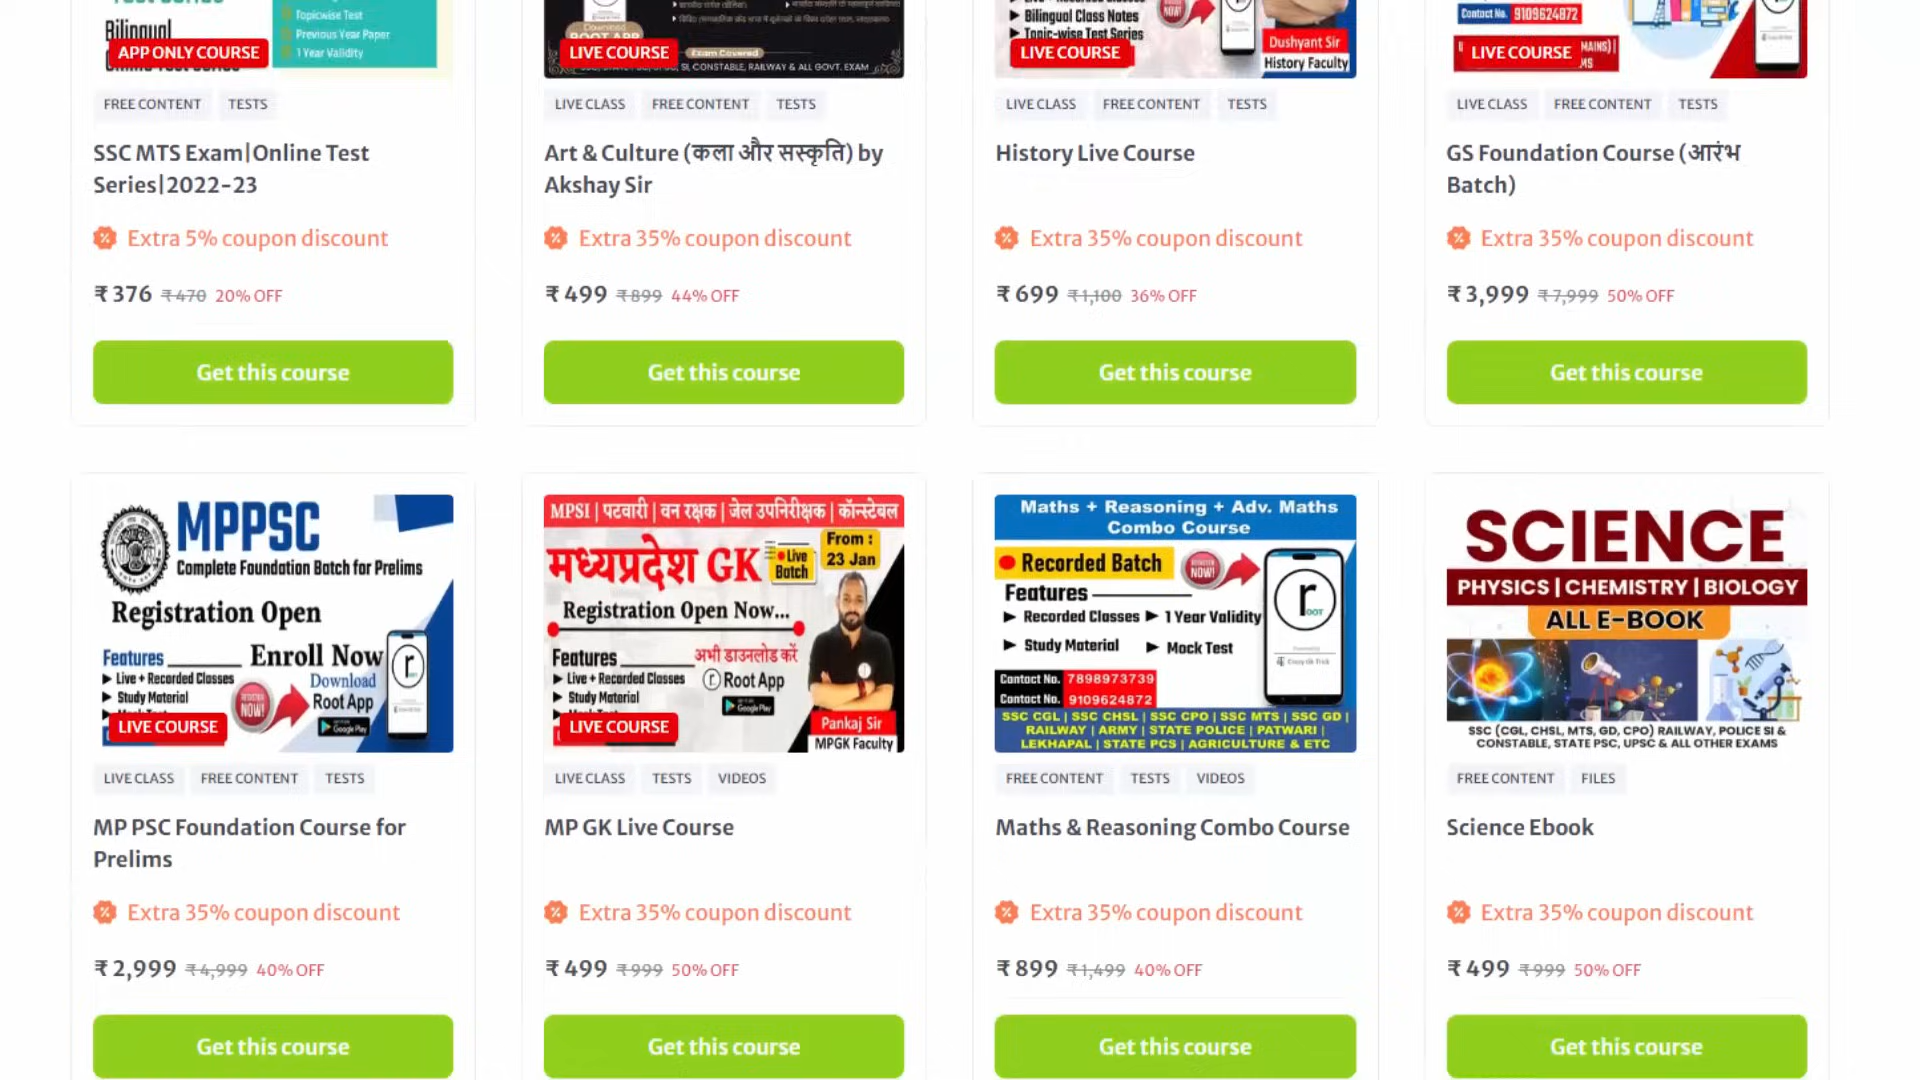 Topicwise Test
Bilingual
Previous Year Paper
1 Year Validity
APP ONLY COURSE
FREE CONTENT
TESTS
SSC MTS Exam|Online Test
Series|2022-23
Extra 5% coupon discount
₹ 376 ₹ 470 20% OFF
Get this course
ROOT APP
Exam Covered
LIVE COURSE
SI, CONSTABLE, RAILWAY & ALL GOVT. EXAM
LIVE CLASS
FREE CONTENT
TESTS
Art & Culture (कला और सस्कृति) by
Akshay Sir
Extra 35% coupon discount
₹ 499 ₹ 899 44% OFF
Get this course
Bilingual Class Notes
Topic-wise Test Series
NOW!
LIVE COURSE
Dushyant Sir
History Faculty
LIVE CLASS
FREE CONTENT
TESTS
History Live Course
Extra 35% coupon discount
₹ 699 ₹ 1,100 36% OFF
Get this course
Contact No. 9109624872
LIVE COURSE
MAINS) |
LIVE CLASS
FREE CONTENT
TESTS
GS Foundation Course (आरंभ
Batch)
Extra 35% coupon discount
₹ 3,999 ₹ 7,999 50% OFF
Get this course
MPPSC
Complete Foundation Batch for Prelims
Registration Open
Features
Enroll Now
Live + Recorded Classes
Download
Study Material
Root App
NOW!
Google Play
LIVE COURSE
LIVE CLASS
FREE CONTENT
TESTS
MP PSC Foundation Course for
Prelims
Extra 35% coupon discount
₹ 2,999 ₹ 4,999 40% OFF
Get this course
MPSI | पटवारी | वन रक्षक | जेल उपनिरीक्षक | कॉन्स्टेबल
मध्यप्रदेश GK
Live
Batch
From :
23 Jan
Registration Open Now...
Features
अभी डाउनलोड करें
Live + Recorded Classes
Root App
Study Material
Google Play
LIVE COURSE
Pankaj Sir
MPGK Faculty
LIVE CLASS
TESTS
VIDEOS
MP GK Live Course
Extra 35% coupon discount
₹ 499 ₹ 999 50% OFF
Get this course
Maths + Reasoning + Adv. Maths
Combo Course
Recorded Batch
NOW!
Features
Recorded Classes
1 Year Validity
Study Material
Mock Test
Contact No. 7898973739
Contact No. 9109624872
SSC CGL | SSC CHSL | SSC CPO | SSC MTS | SSC GD |
RAILWAY | ARMY | STATE POLICE | PATWARI |
LEKHAPAL | STATE PCS | AGRICULTURE & ETC
FREE CONTENT
TESTS
VIDEOS
Maths & Reasoning Combo Course
Extra 35% coupon discount
₹ 899 ₹ 1,499 40% OFF
Get this course
SCIENCE
PHYSICS | CHEMISTRY | BIOLOGY
ALL E-BOOK
SSC (CGL, CHSL, MTS, GD, CPO) RAILWAY, POLICE SI &
CONSTABLE, STATE PSC, UPSC & ALL OTHER EXAMS
FREE CONTENT
FILES
Science Ebook
Extra 35% coupon discount
₹ 499 ₹ 999 50% OFF
Get this course